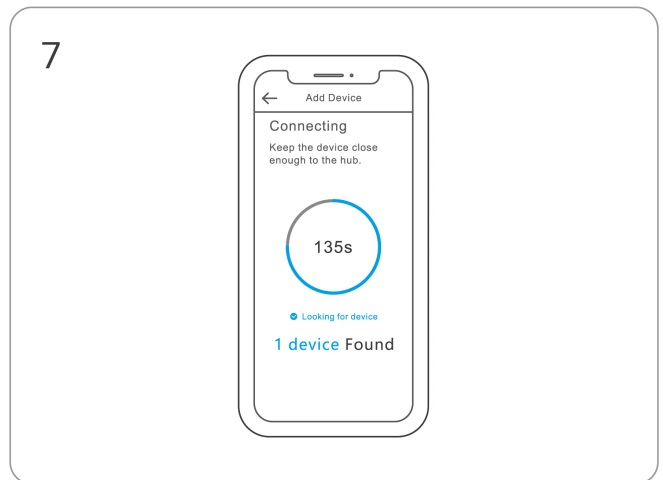 7
Add Device
Connecting
Keep the device close
enough to the hub.
135s
Looking for device
1 device Found